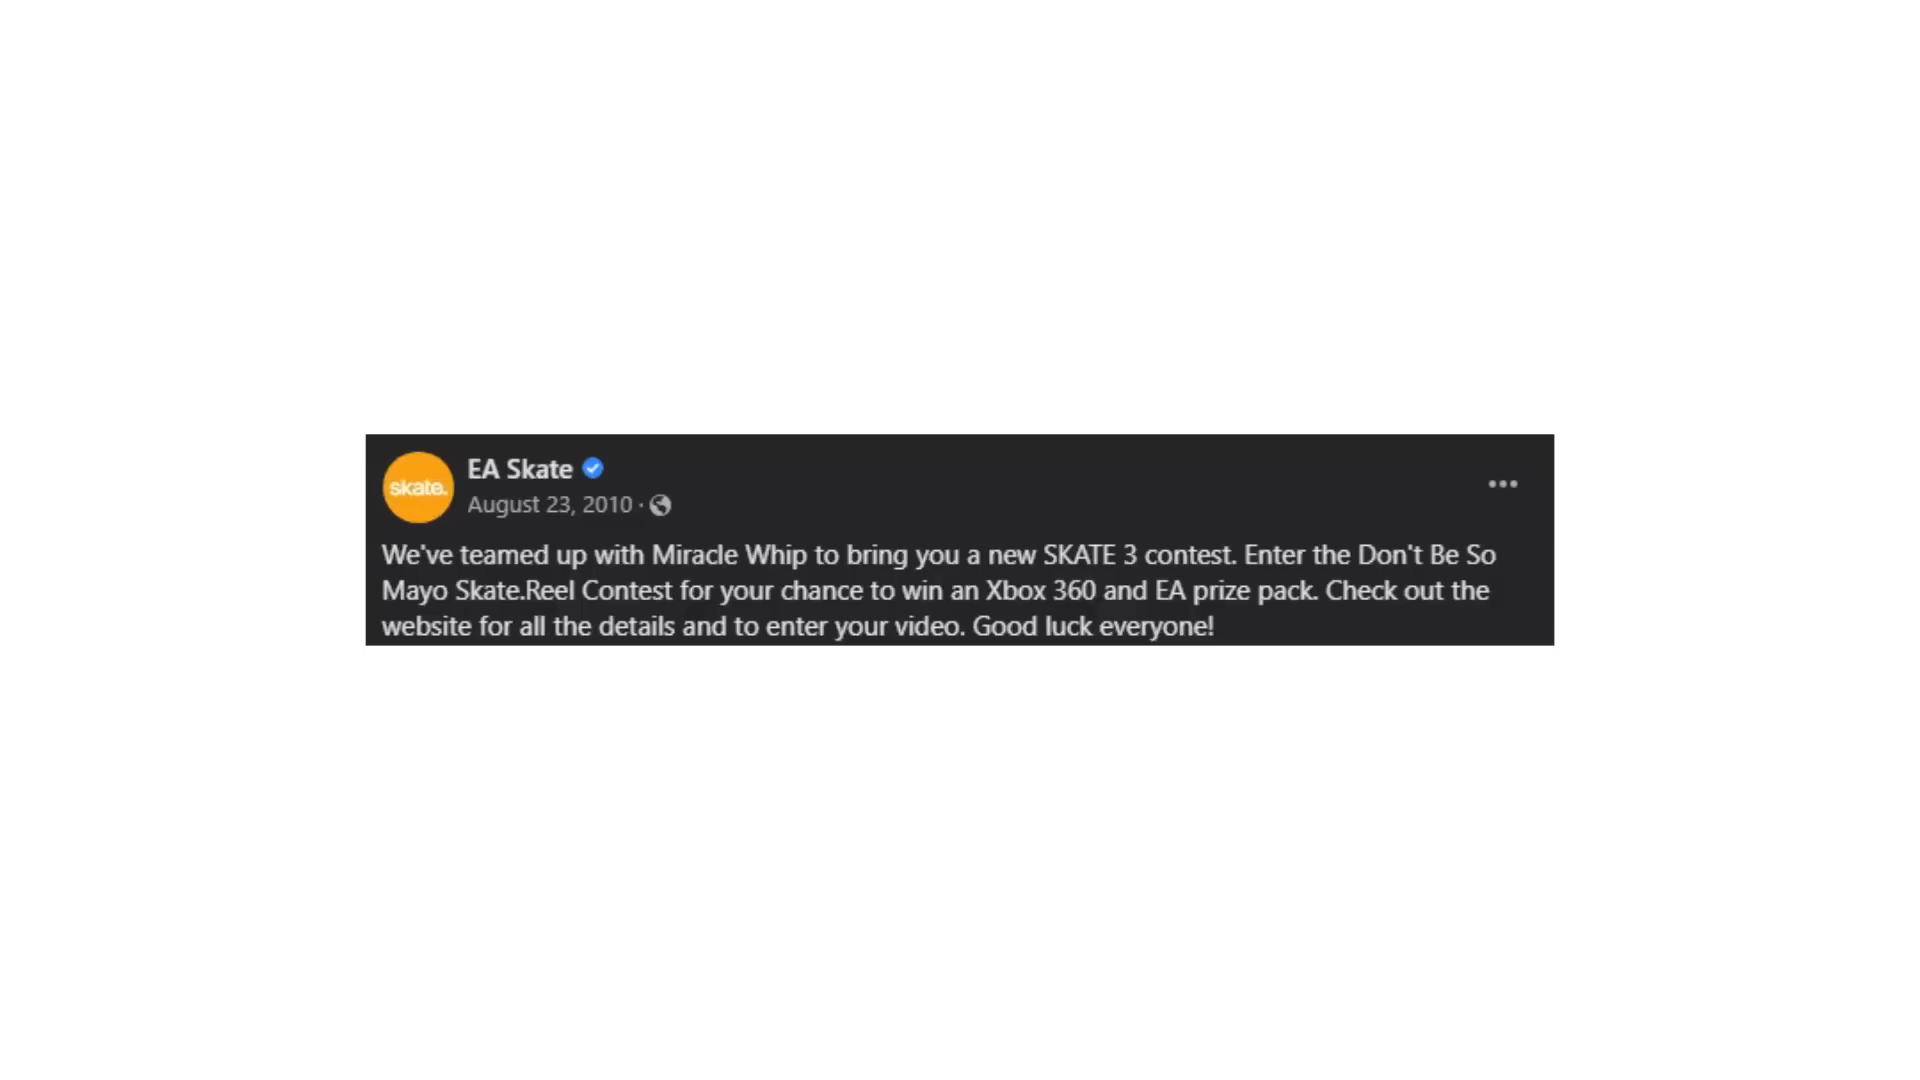 skate.
EA Skate
August 23, 2010 ·
We've teamed up with Miracle Whip to bring you a new SKATE 3 contest. Enter the Don't Be So
Mayo Skate.Reel Contest for your chance to win an Xbox 360 and EA prize pack. Check out the
website for all the details and to enter your video. Good luck everyone!